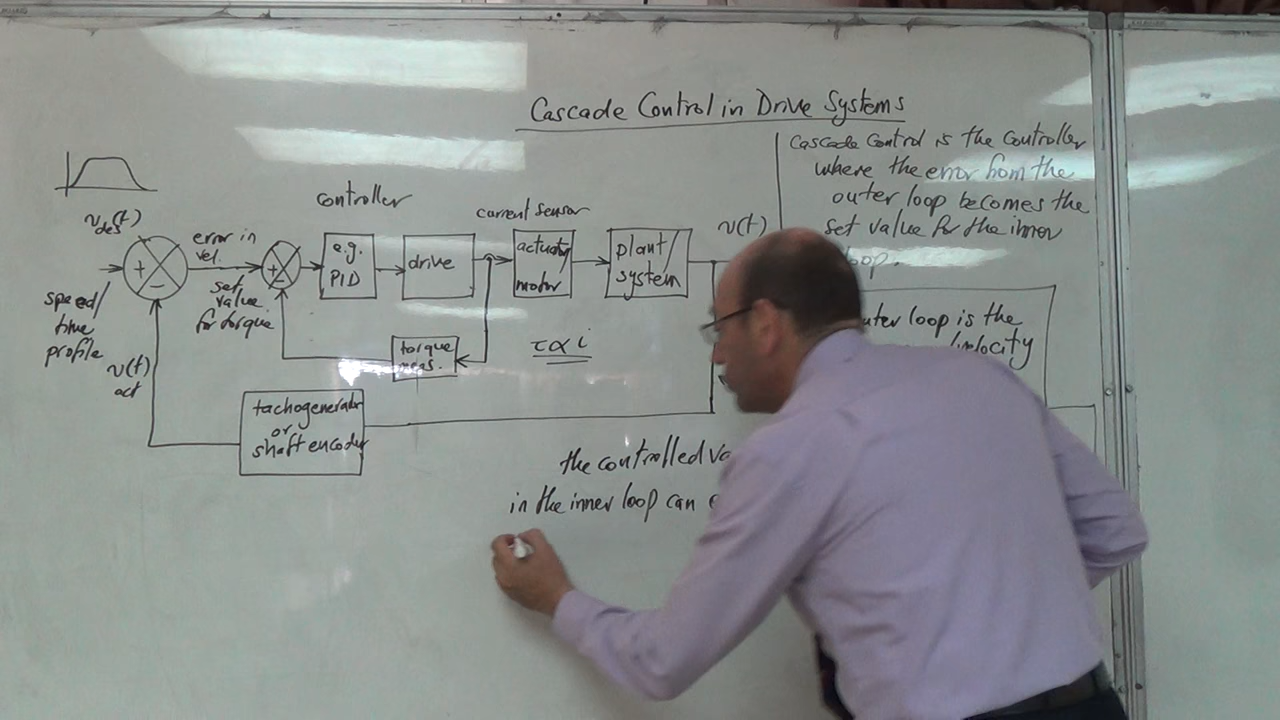 Cascade Control in Drive Systems
Cascade Control is the controller
where the error from the
outer loop becomes the
set value for the inner
loop.
outer loop is the
velocity
controller
current sensor
v(t)
v des (t)
error in
vel.
+
-
+
-
e.g.
PID
drive
actuator/
motor
plant/
system
set
value
for torque
speed/
time
profile
v(t)
act
torque
meas.
τ α i
tachogenerator
or
shaft encoder
the controlled
in the inner loop can